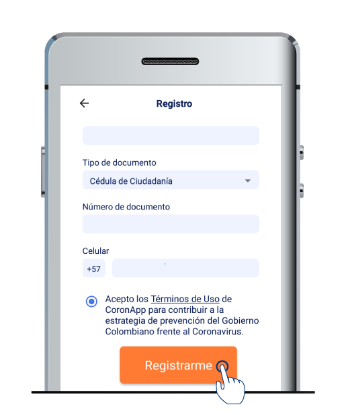 Registro
Tipo de documento
Cédula de Ciudadanía
Número de documento
Celular
+57
Acepto los Términos de Uso de
CoronApp para contribuir a la
estrategia de prevención del Gobierno
Colombiano frente al Coronavirus.
Registrarme